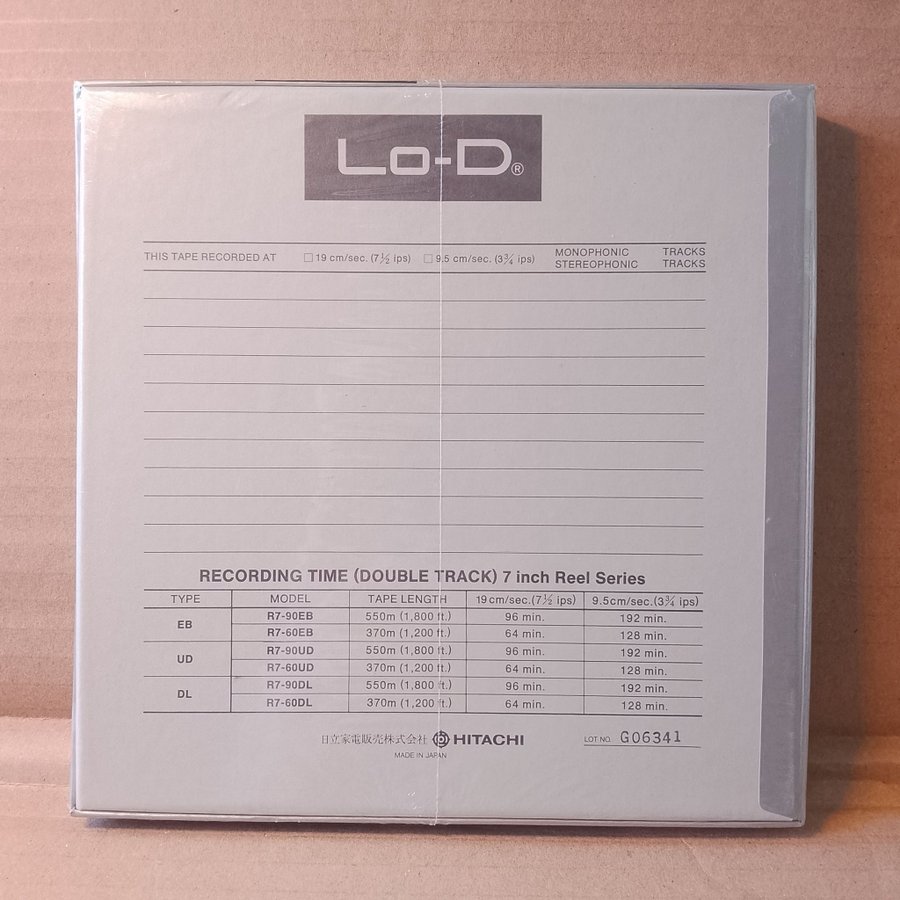 Lo-D®
THIS TAPE RECORDED AT □ 19 cm/sec. (7½ ips) □ 9.5 cm/sec. (3¾ ips) MONOPHONIC TRACKS
STEREOPHONIC TRACKS
RECORDING TIME (DOUBLE TRACK) 7 inch Reel Series
TYPE MODEL TAPE LENGTH 19cm/sec.(7½ ips) 9.5cm/sec.(3¾ ips)
EB R7-90EB 550m (1,800 ft.) 96 min. 192 min.
R7-60EB 370m (1,200 ft.) 64 min. 128 min.
UD R7-90UD 550m (1,800 ft.) 96 min. 192 min.
R7-60UD 370m (1,200 ft.) 64 min. 128 min.
DL R7-90DL 550m (1,800 ft.) 96 min. 192 min.
R7-60DL 370m (1,200 ft.) 64 min. 128 min.
日立家電販売株式会社 HITACHI LOT NO. G06341
MADE IN JAPAN